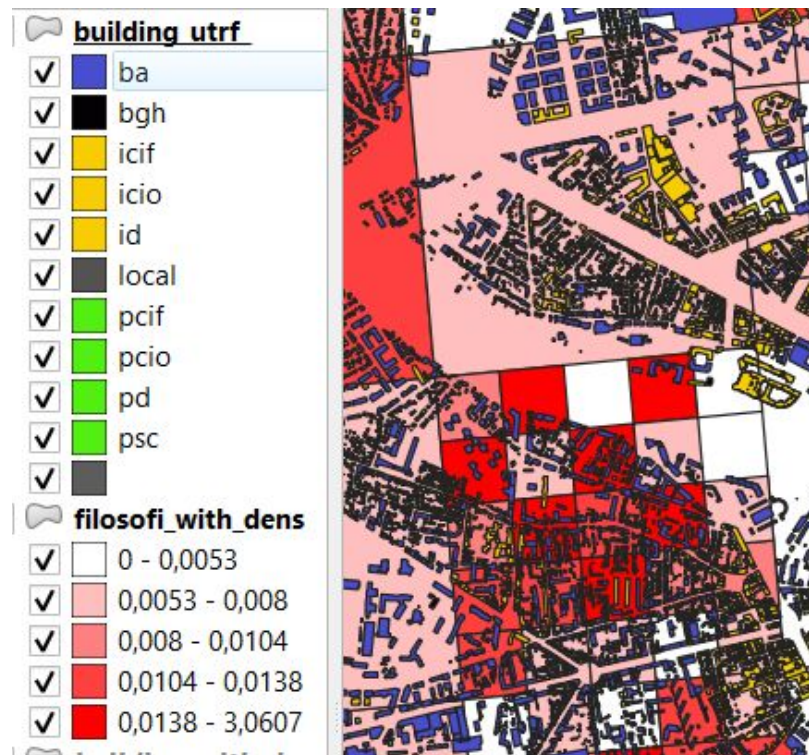 building_utrf_
ba
bgh
icif
icio
id
local
pcif
pcio
pd
psc
filosofi_with_dens
0 - 0,0053
0,0053 - 0,008
0,008 - 0,0104
0,0104 - 0,0138
0,0138 - 3,0607